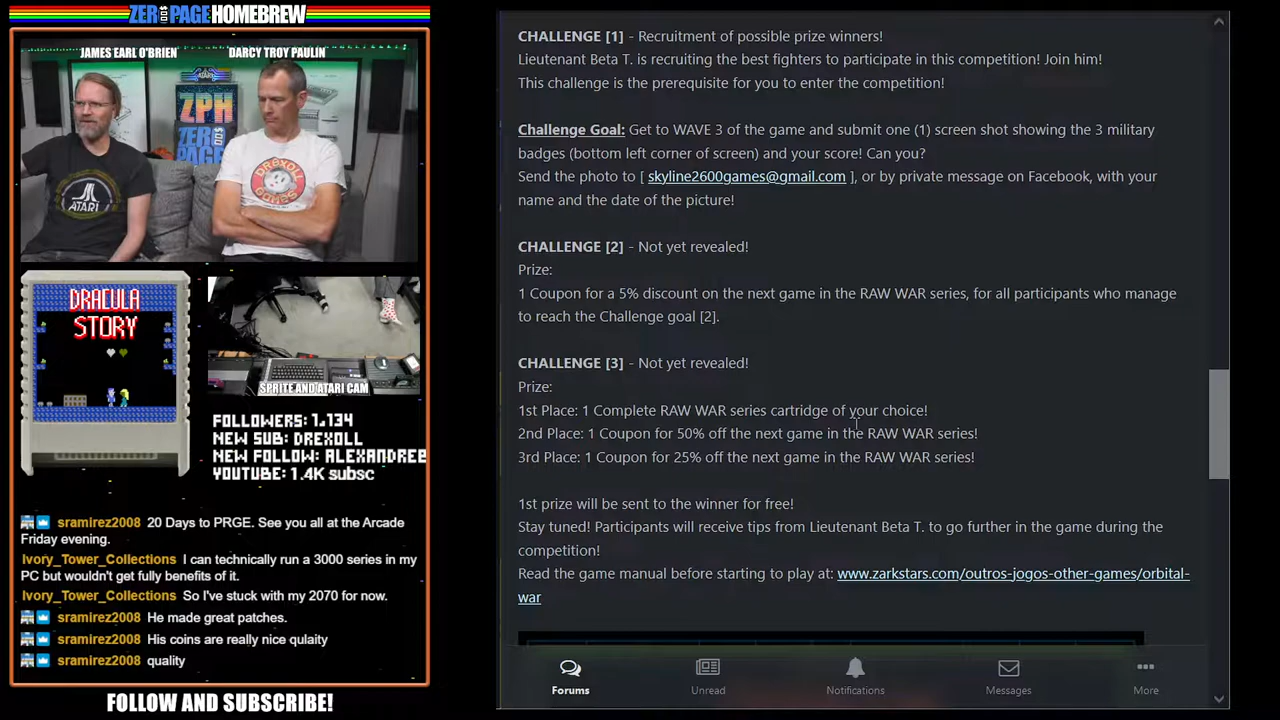 ZERO PAGE HOMEBREW
JAMES EARL O'BRIEN
DARCY TROY PAULIN
ATARI
ZPH
DREXOLL
DRACULA
STORY
SPRITE AND ATARI CAM
FOLLOWERS: 1,134
NEW SUB: DREXOLL
NEW FOLLOW: ALEXANDREB
YOUTUBE: 1.4K subsc
sramirez2008 20 Days to PRGE. See you all at the Arcade
Friday evening.
Ivory_Tower_Collections I can technically run a 3000 series in my
PC but wouldn't get fully benefits of it.
Ivory_Tower_Collections So I've stuck with my 2070 for now.
sramirez2008 He made great patches.
sramirez2008 His coins are really nice qulaity
sramirez2008 quality
FOLLOW AND SUBSCRIBE!
CHALLENGE [1] - Recruitment of possible prize winners!
Lieutenant Beta T. is recruiting the best fighters to participate in this competition! Join him!
This challenge is the prerequisite for you to enter the competition!
Challenge Goal: Get to WAVE 3 of the game and submit one (1) screen shot showing the 3 military
badges (bottom left corner of screen) and your score! Can you?
Send the photo to [ skyline2600games@gmail.com ], or by private message on Facebook, with your
name and the date of the picture!
CHALLENGE [2] - Not yet revealed!
Prize:
1 Coupon for a 5% discount on the next game in the RAW WAR series, for all participants who manage
to reach the Challenge goal [2].
CHALLENGE [3] - Not yet revealed!
Prize:
1st Place: 1 Complete RAW WAR series cartridge of your choice!
2nd Place: 1 Coupon for 50% off the next game in the RAW WAR series!
3rd Place: 1 Coupon for 25% off the next game in the RAW WAR series!
1st prize will be sent to the winner for free!
Stay tuned! Participants will receive tips from Lieutenant Beta T. to go further in the game during the
competition!
Read the game manual before starting to play at: www.zarkstars.com/outros-jogos-other-games/orbital-
war
Forums
Unread
Notifications
Messages
More